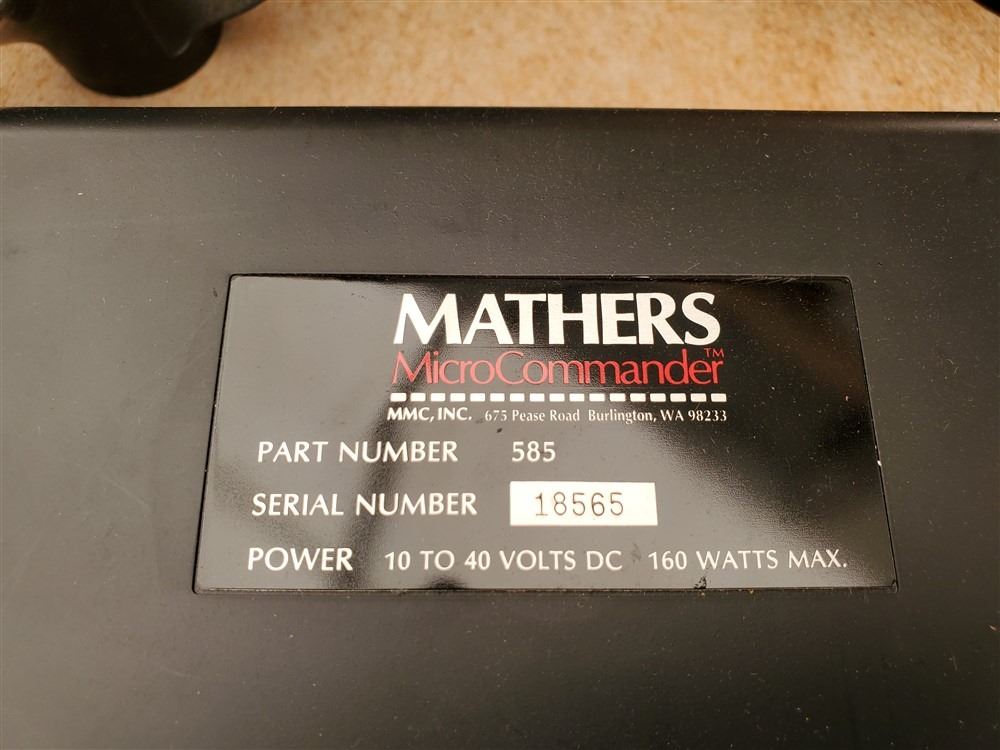 MATHERS
MicroCommander™
MMC, INC. 675 Pease Road Burlington, WA 98233
PART NUMBER 585
SERIAL NUMBER 18565
POWER 10 TO 40 VOLTS DC 160 WATTS MAX.